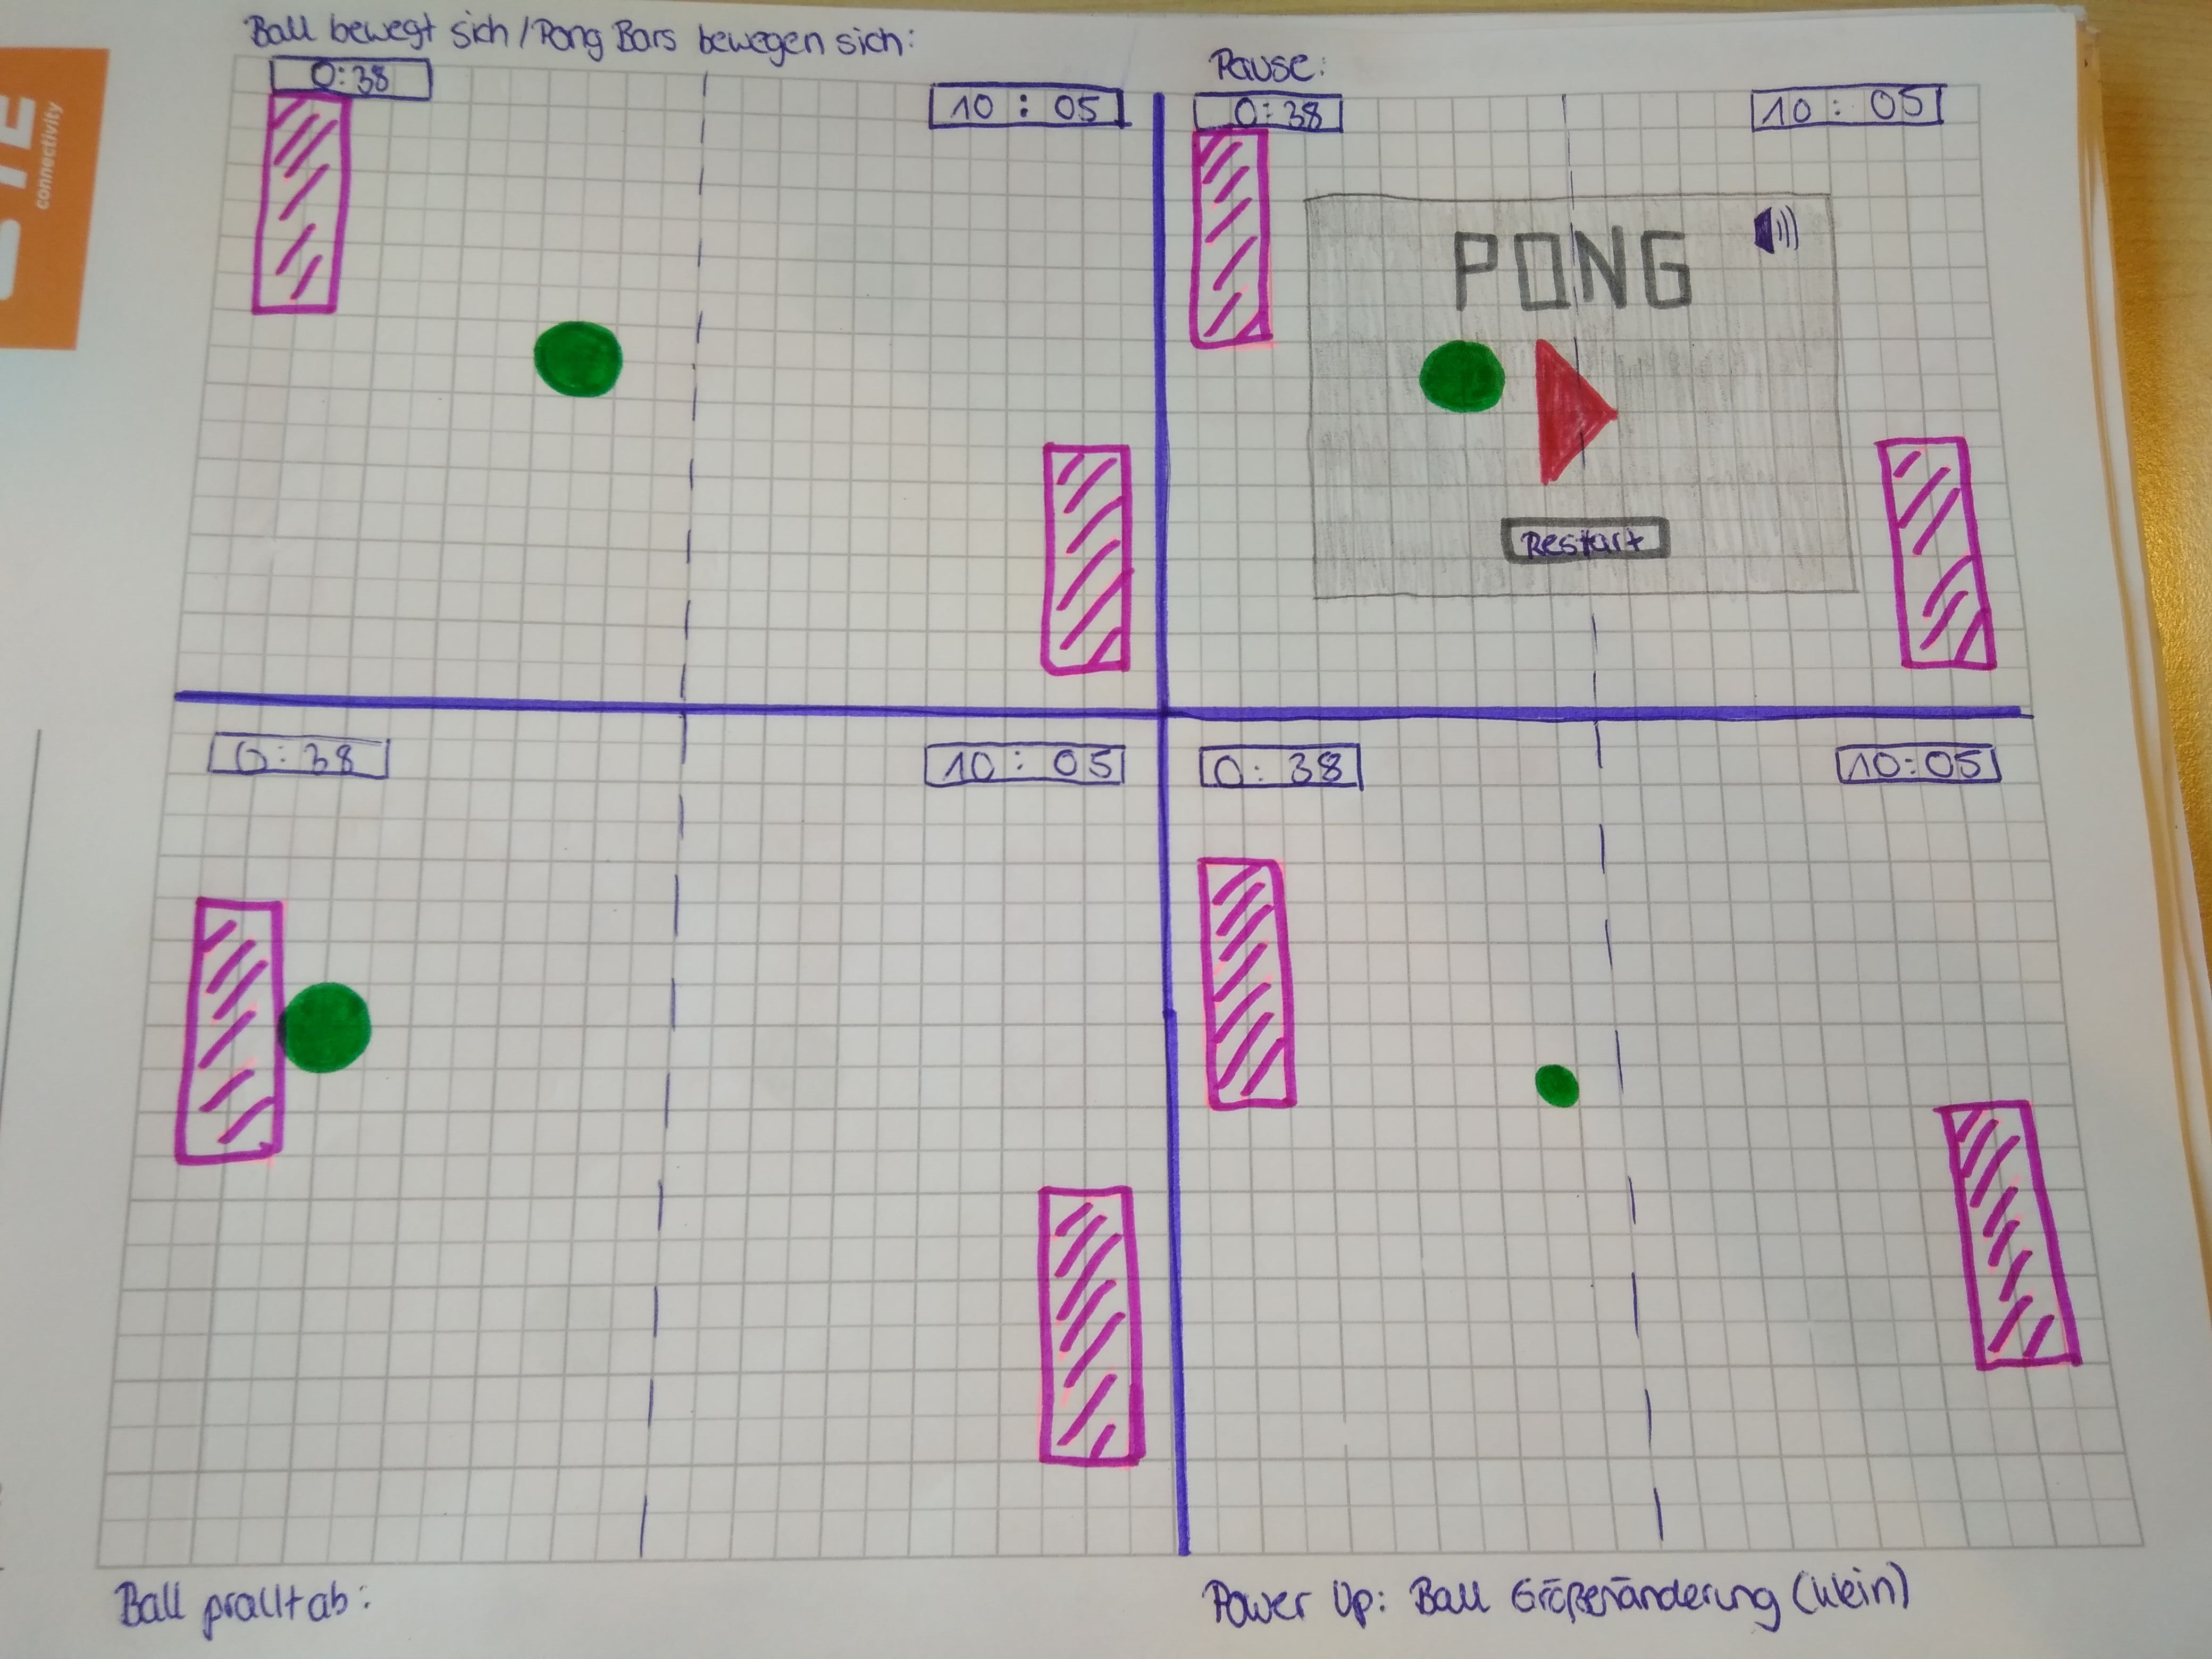 Ball bewegt sich / Pong Bars bewegen sich:
0:38
10 : 05
Pause:
0:38
10 : 05
PONG
Restart
0:38
10 : 05
0:38
10:05
Ball prallt ab:
Power Up: Ball Größenänderung (klein)
connectivity